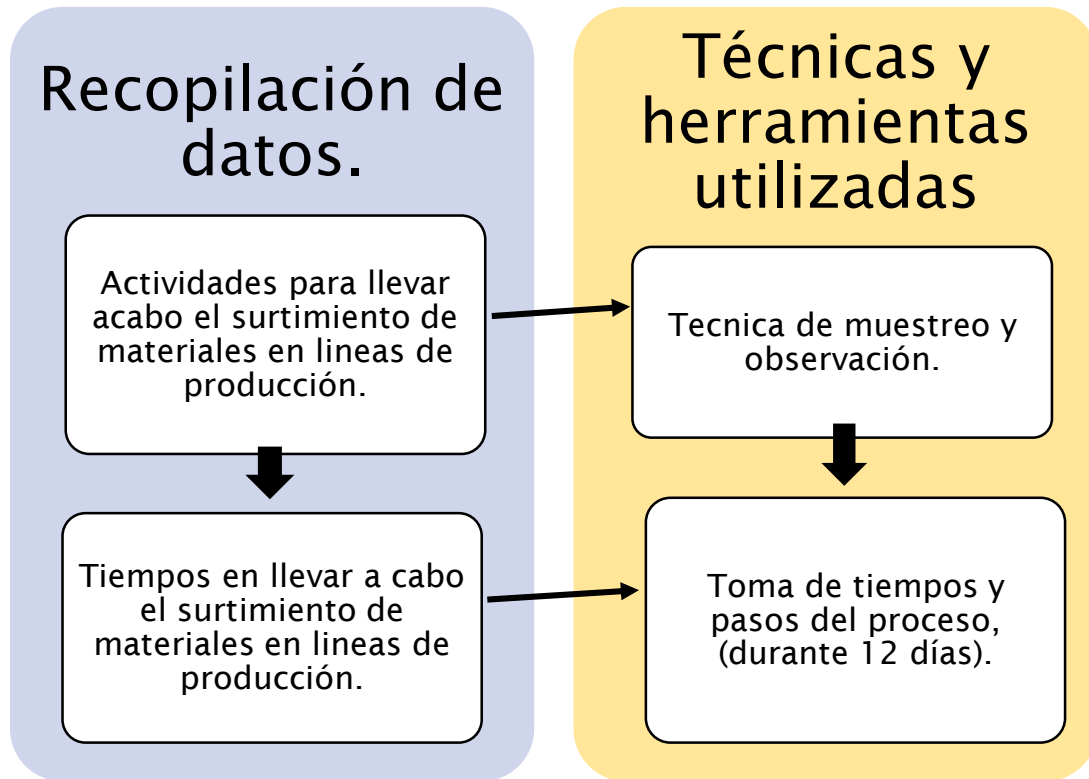 Recopilación de
datos.
Actividades para llevar
acabo el surtimiento de
materiales en lineas de
producción.
Tiempos en llevar a cabo
el surtimiento de
materiales en lineas de
producción.
Técnicas y
herramientas
utilizadas
Tecnica de muestreo y
observación.
Toma de tiempos y
pasos del proceso,
(durante 12 días).